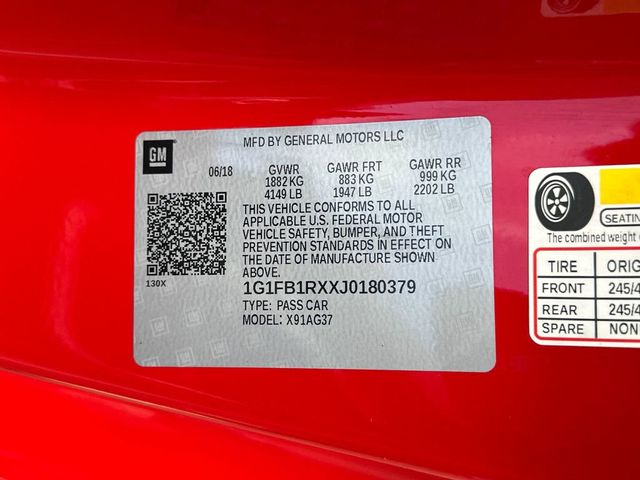 MFD BY GENERAL MOTORS LLC
GM
06/18 GVWR GAWR FRT GAWR RR
1882 KG 883 KG 999 KG
4149 LB 1947 LB 2202 LB
THIS VEHICLE CONFORMS TO ALL
APPLICABLE U.S. FEDERAL MOTOR
VEHICLE SAFETY, BUMPER, AND THEFT
PREVENTION STANDARDS IN EFFECT ON
THE DATE OF MANUFACTURE SHOWN
ABOVE.
130X
1G1FB1RXXJ0180379
TYPE: PASS CAR
MODEL: X91AG37
SEATIN
The combined weight
TIRE ORIG
FRONT 245/4
REAR 245/4
SPARE NON